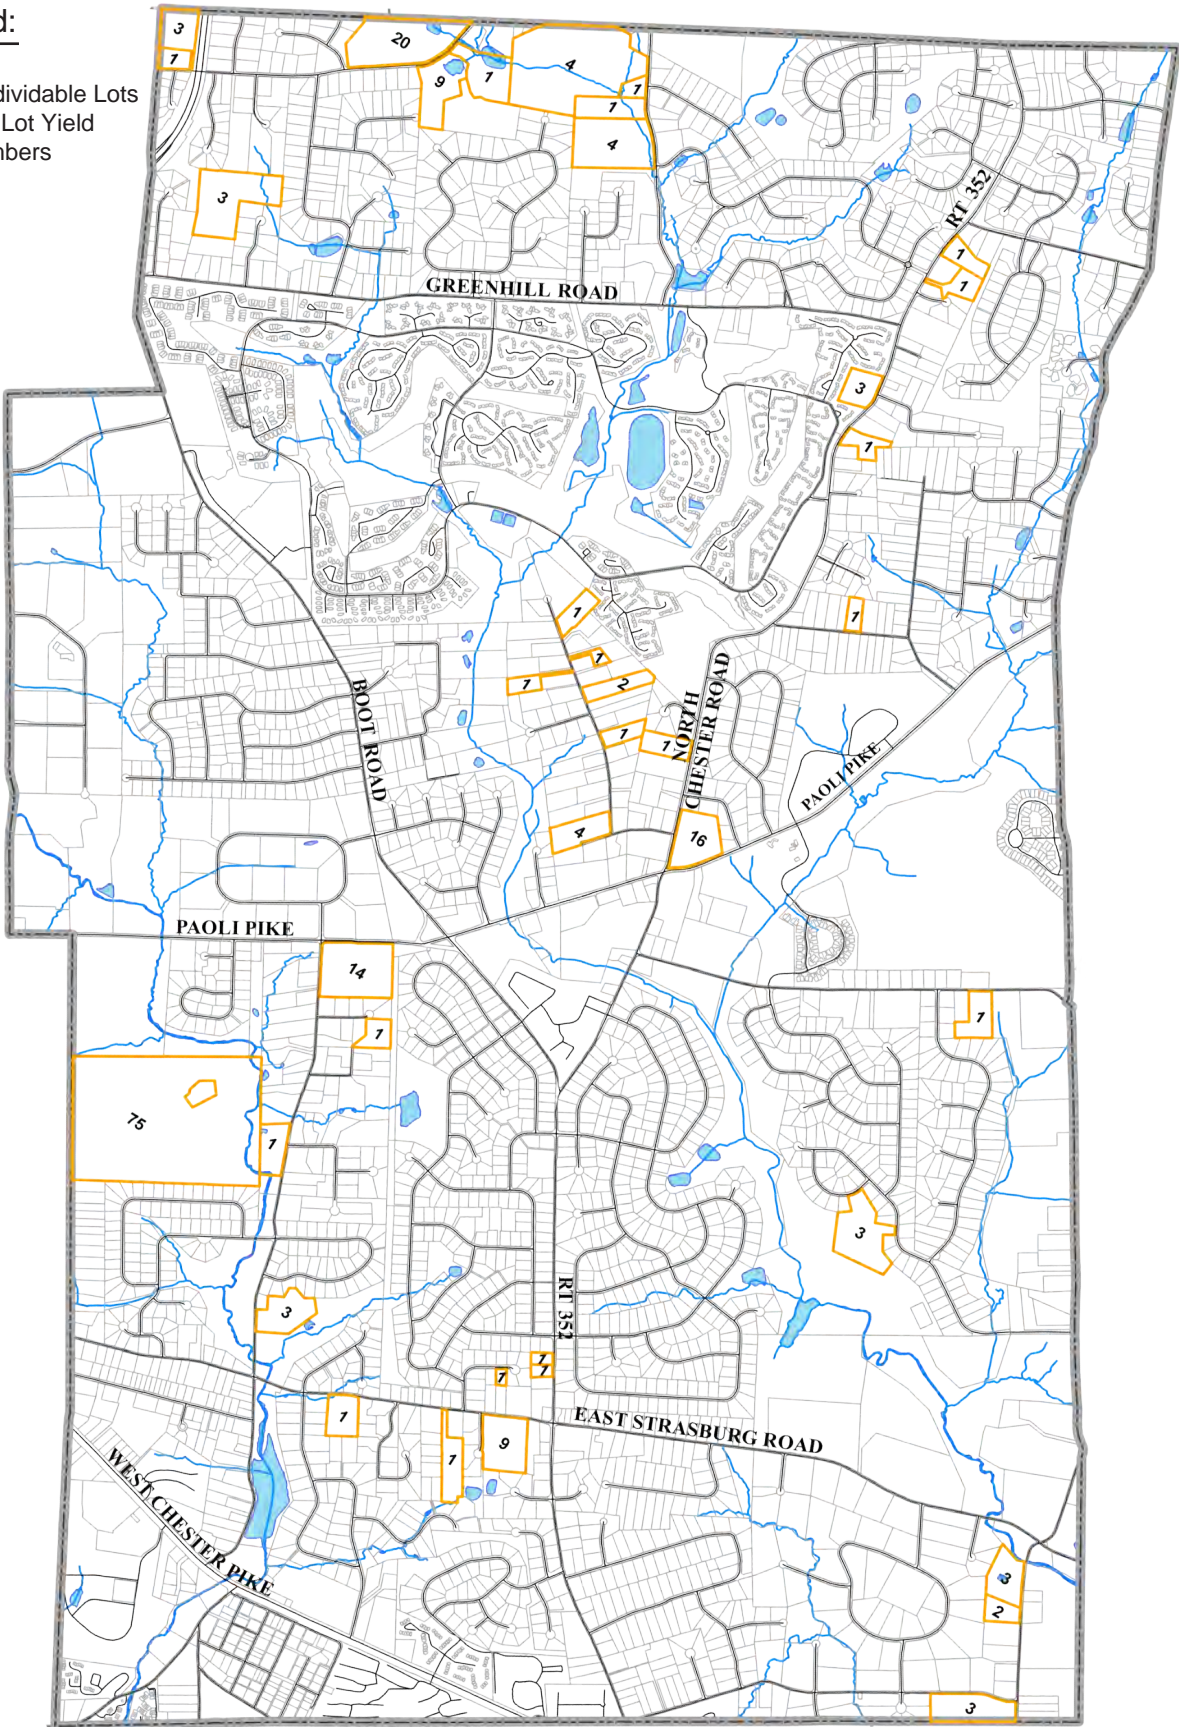 d:
dividable Lots
Lot Yield
nbers
3
1
20
9
1
4
1
1
4
3
RT 352
1
1
GREENHILL ROAD
3
1
1
1
1
1
2
1
1
NORTH
CHESTER ROAD
BOOT ROAD
PAOLI PIKE
4
16
PAOLI PIKE
14
1
1
75
1
3
3
RT 352
1
1
1
1
EAST STRASBURG ROAD
9
1
WEST CHESTER PIKE
3
2
3